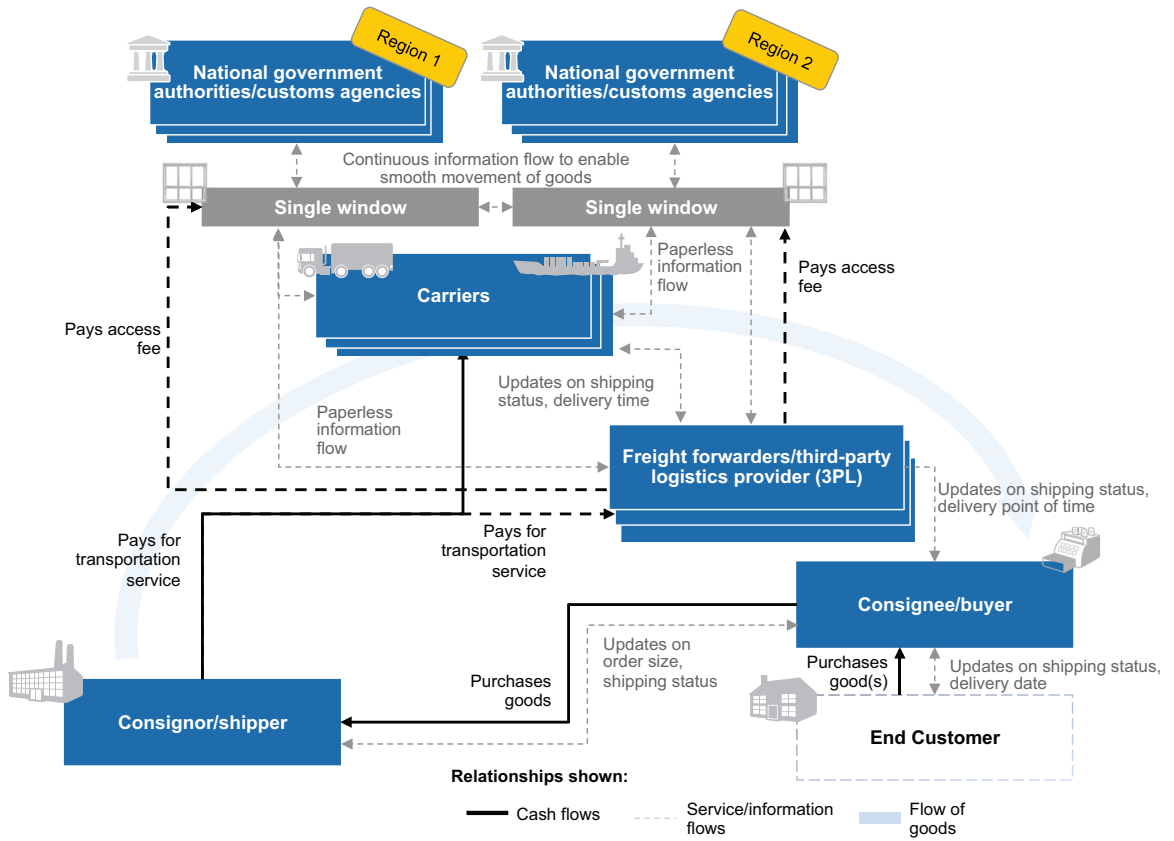 Region 1
Region 2
National government
authorities/customs agencies
National government
authorities/customs agencies
Continuous information flow to enable
smooth movement of goods
Single window
Single window
Paperless
information
flow
Pays access
fee
Carriers
Pays access
fee
Updates on shipping
status, delivery time
Paperless
information
flow
Freight forwarders/third-party
logistics provider (3PL)
Updates on shipping status,
delivery point of time
Pays for
transportation
service
Pays for
transportation
service
Consignee/buyer
Updates on
order size,
shipping status
Purchases
good(s)
Updates on shipping status,
delivery date
Purchases
goods
Consignor/shipper
End Customer
Relationships shown:
Cash flows
Service/information
flows
Flow of
goods